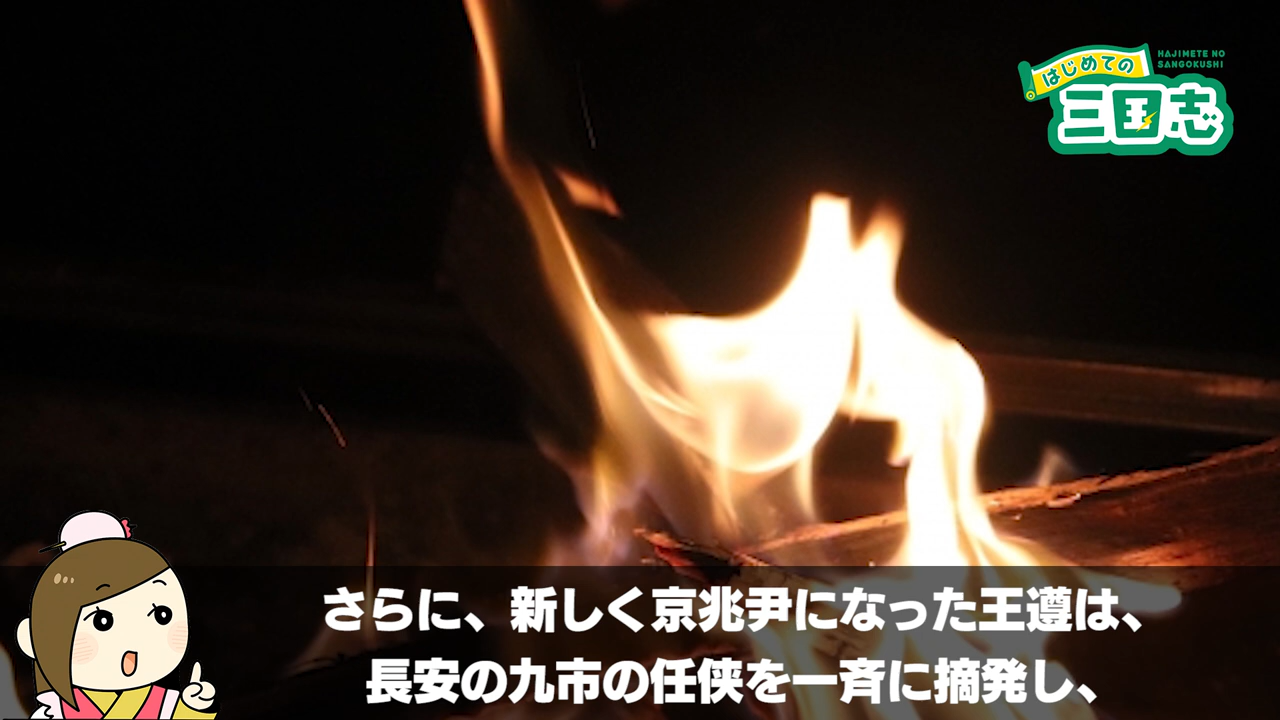 はじめての
HAJIMETE NO
SANGOKUSHI
三国志
さらに、新しく京兆尹になった王遵は、
長安の九市の任侠を一斉に摘発し、